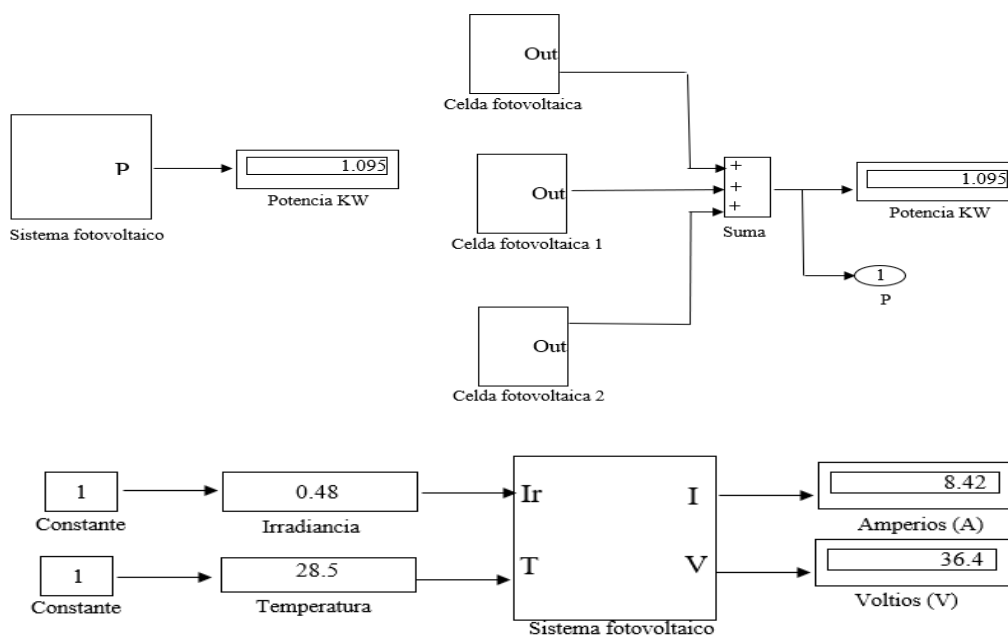 Out
Celda fotovoltaica
P
1.095
Potencia KW
Sistema fotovoltaico
Out
Celda fotovoltaica 1
+
+
+
Suma
1.095
Potencia KW
1
P
Out
Celda fotovoltaica 2
1
Constante
0.48
Irradiancia
Ir
I
8.42
Amperios (A)
1
Constante
28.5
Temperatura
T
V
36.4
Voltios (V)
Sistema fotovoltaico